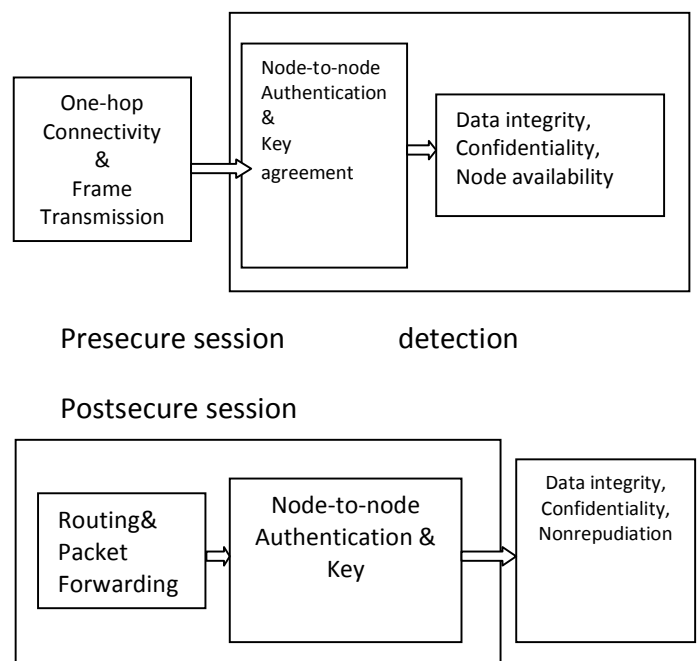 One-hop
Connectivity
&
Frame
Transmission
Node-to-node
Authentication
&
Key
agreement
Data integrity,
Confidentiality,
Node availability
Presecure session detection
Postsecure session
Routing&
Packet
Forwarding
Node-to-node
Authentication &
Key
Data integrity,
Confidentiality,
Nonrepudiation